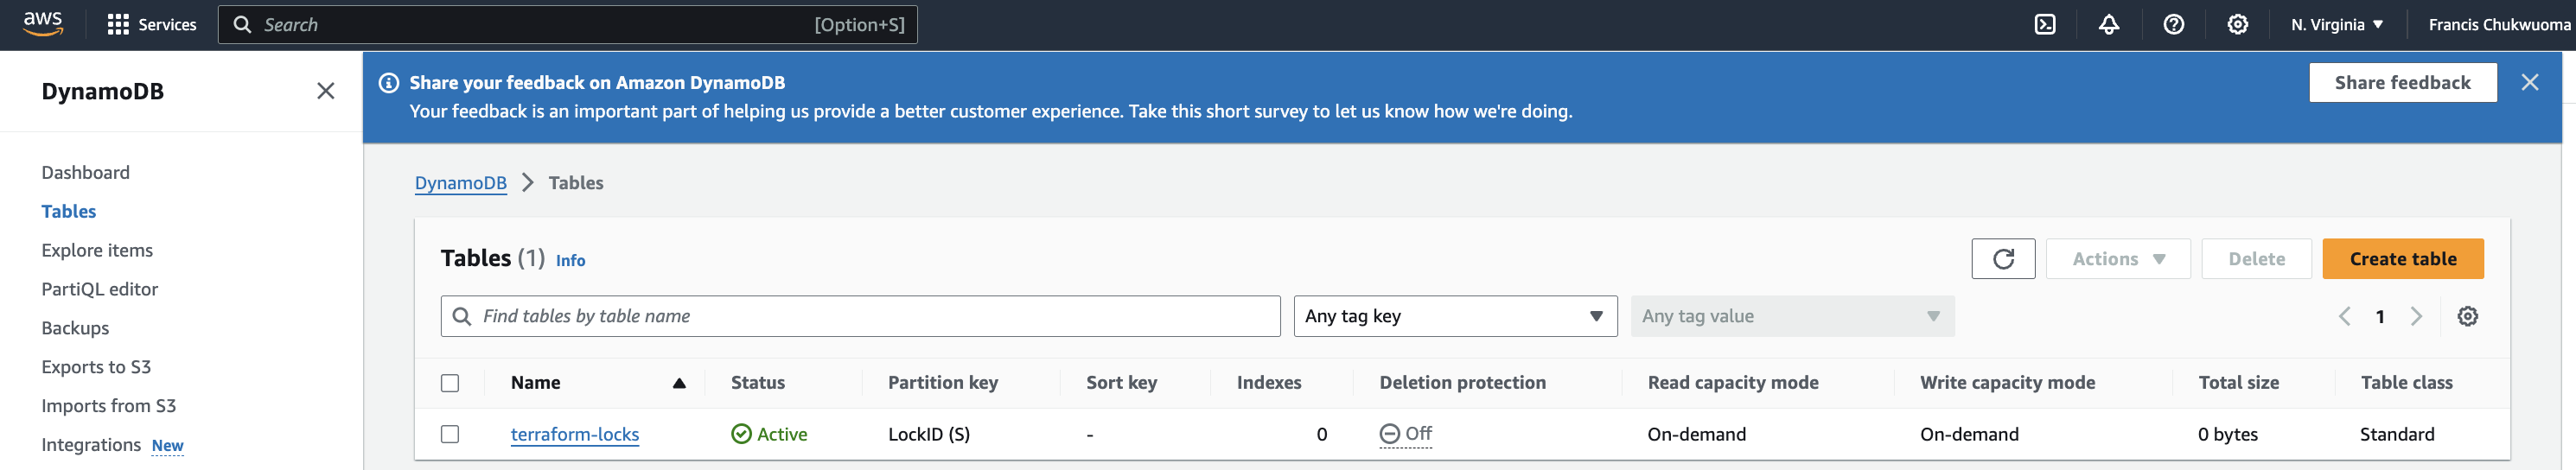 aws Services Search [Option+S] N. Virginia Francis Chukwuoma
DynamoDB
Share your feedback on Amazon DynamoDB
Your feedback is an important part of helping us provide a better customer experience. Take this short survey to let us know how we're doing.
Share feedback
Dashboard
Tables
Explore items
PartiQL editor
Backups
Exports to S3
Imports from S3
Integrations New
DynamoDB Tables
Tables (1) Info
Actions Delete Create table
Find tables by table name Any tag key Any tag value 1
Name Status Partition key Sort key Indexes Deletion protection Read capacity mode Write capacity mode Total size Table class
terraform-locks Active LockID (S) - 0 Off On-demand On-demand 0 bytes Standard